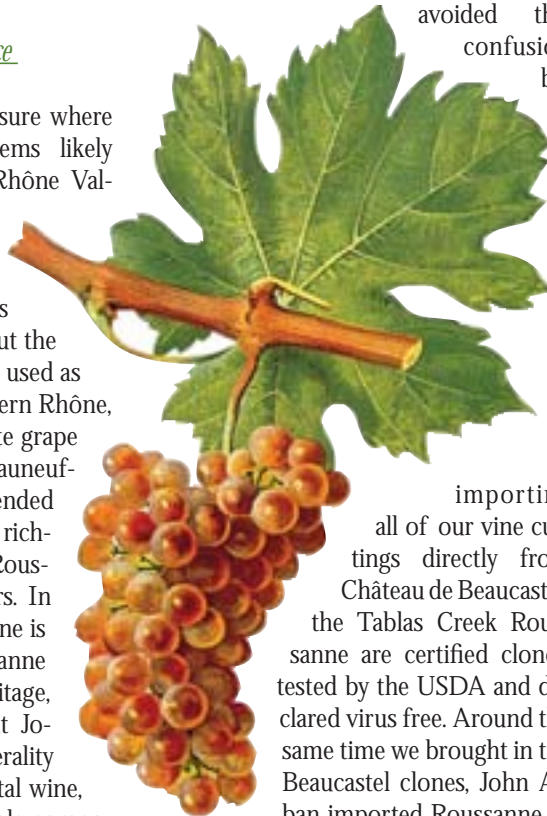 ce
sure where
ems likely
Rhône Val-
s
ut the
used as
ern Rhône,
te grape
auneuf-
ended
rich-
Rous-
rs. In
ne is
anne
itage,
t Jo-
erality
tal wine,
avoided th
confusio
b
importin
all of our vine cu
tings directly fro
Château de Beaucast
the Tablas Creek Rou
sanne are certified clone
tested by the USDA and d
clared virus free. Around t
same time we brought in t
Beaucastel clones, John A
ban imported Roussanne